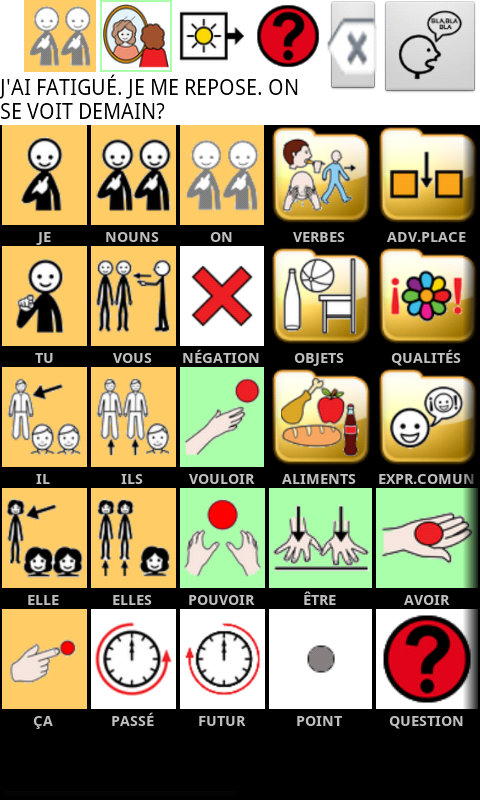 BLA,BLA
BLA
J'AI FATIGUÉ. JE ME REPOSE. ON
SE VOIT DEMAIN?
JE NOUNS ON VERBES ADV.PLACE
TU VOUS NÉGATION OBJETS QUALITÉS
IL ILS VOULOIR ALIMENTS EXPR.COMUN
ELLE ELLES POUVOIR ÊTRE AVOIR
ÇA PASSÉ FUTUR POINT QUESTION